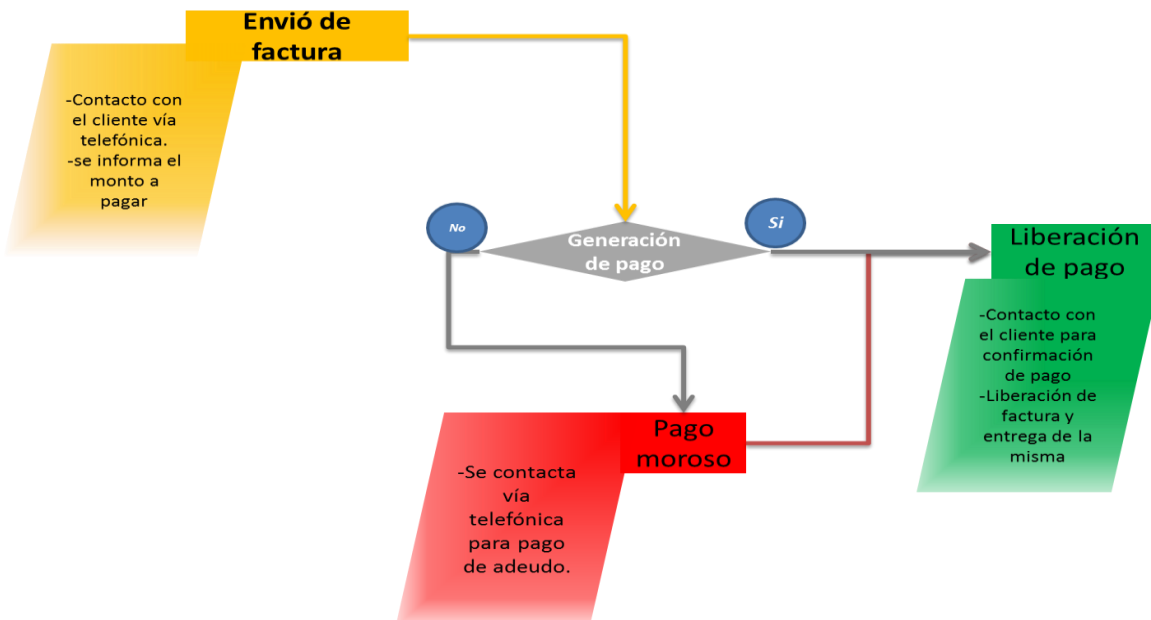 Envió de
factura
-Contacto con
el cliente vía
telefónica.
-se informa el
monto a
pagar
No
Generación
de pago
Si
Liberación
de pago
-Contacto con
el cliente para
confirmación
de pago
-Liberación de
factura y
entrega de la
misma
Pago
moroso
-Se contacta
vía
telefónica
para pago
de adeudo.